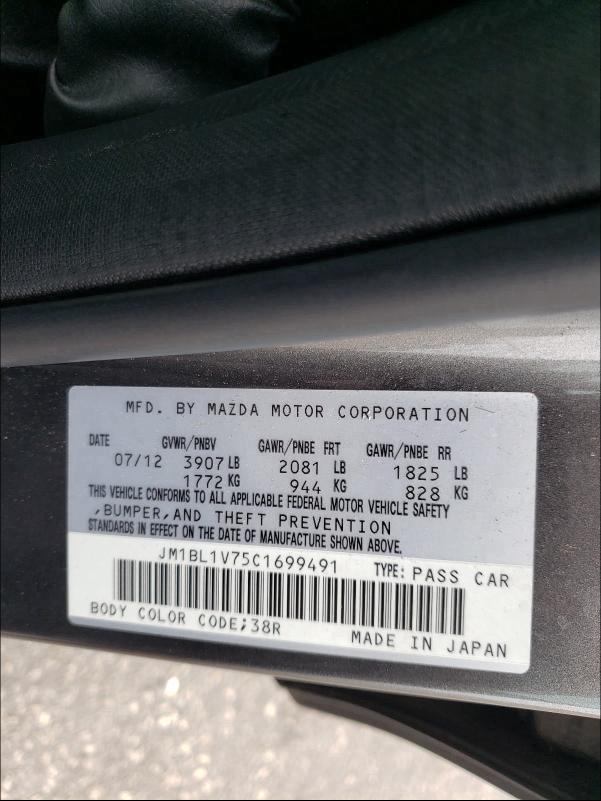 MFD. BY MAZDA MOTOR CORPORATION
DATE GVWR/PNBV GAWR/PNBE FRT GAWR/PNBE RR
07/12 3907 LB 2081 LB 1825 LB
1772 KG 944 KG 828 KG
THIS VEHICLE CONFORMS TO ALL APPLICABLE FEDERAL MOTOR VEHICLE SAFETY
,BUMPER,AND THEFT PREVENTION
STANDARDS IN EFFECT ON THE DATE OF MANUFACTURE SHOWN ABOVE.
JM1BL1V75C1699491 TYPE: PASS CAR
BODY COLOR CODE;38R
MADE IN JAPAN